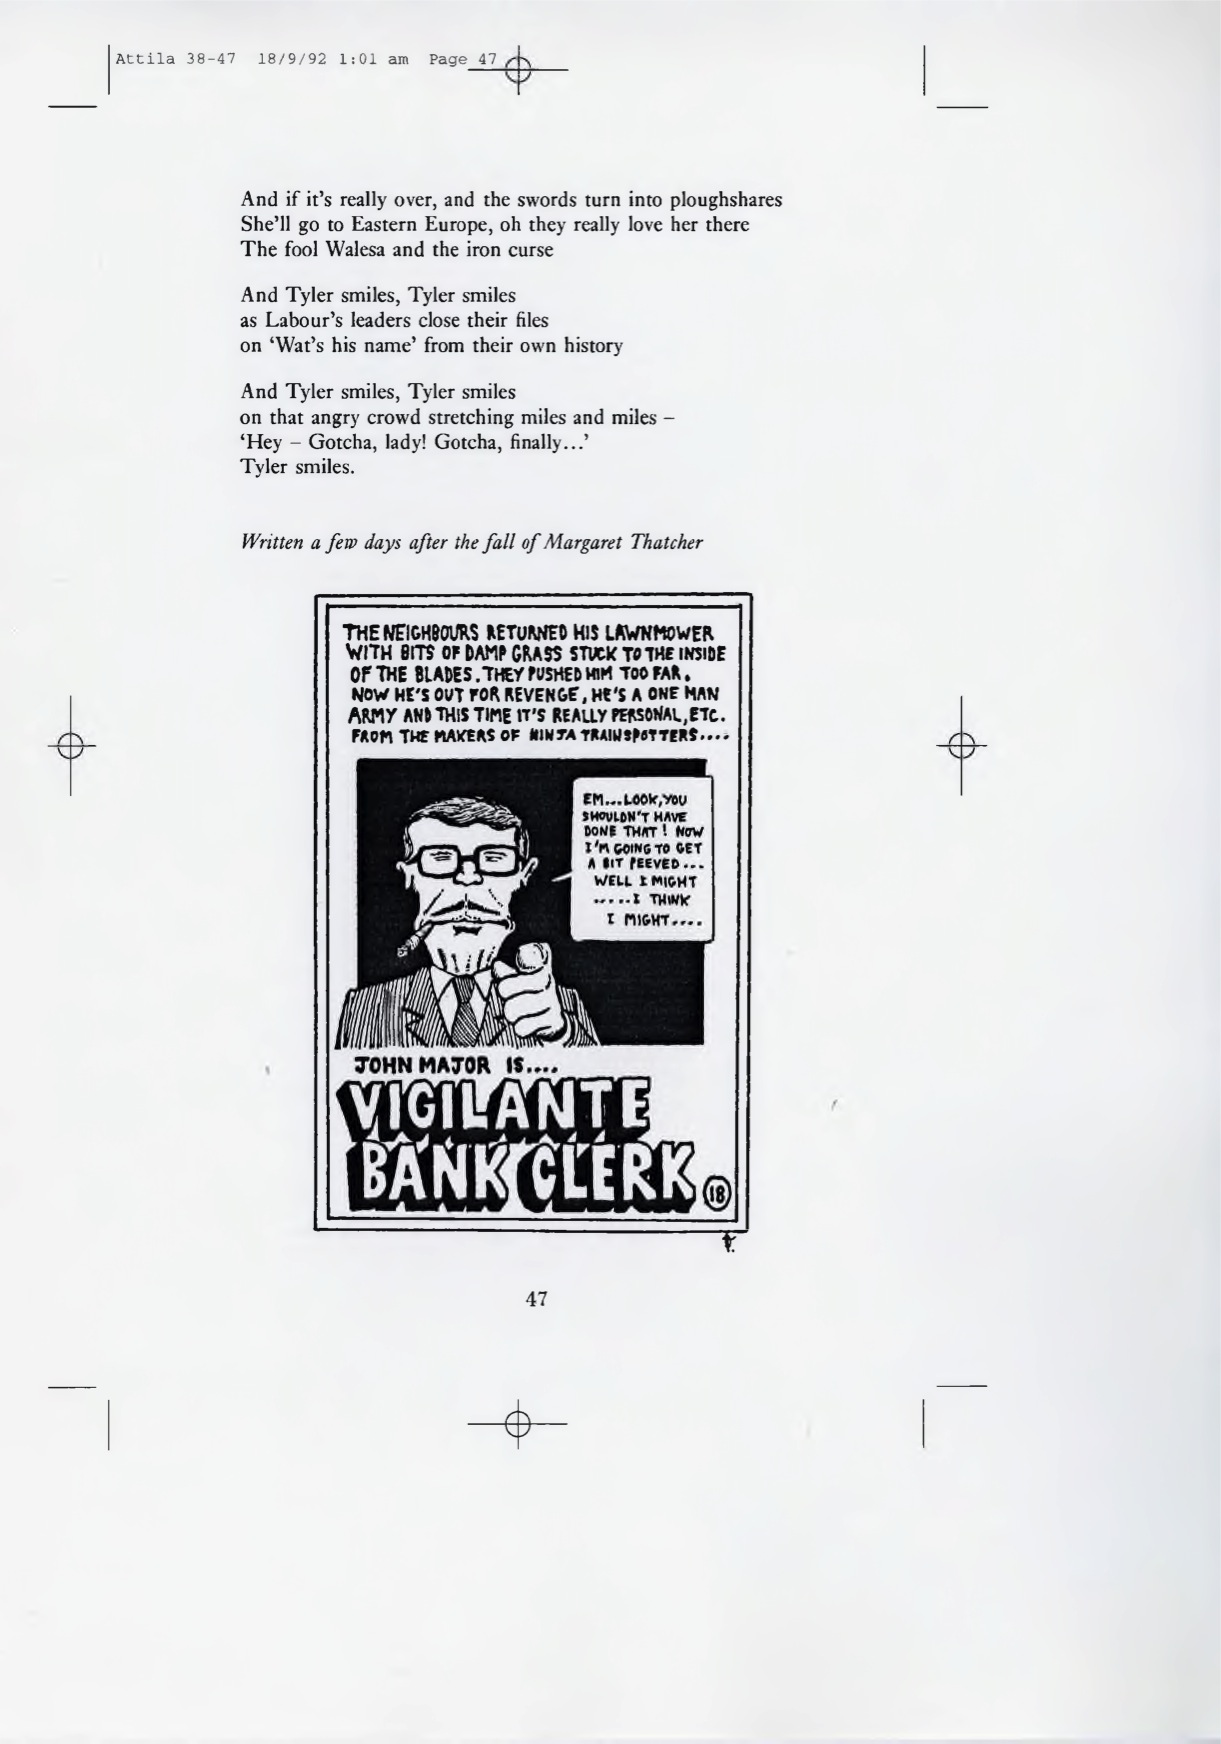 Attila 38-47 18/9/92 1:01 am Page 47
And if it's really over, and the swords turn into ploughshares
She'll go to Eastern Europe, oh they really love her there
The fool Walesa and the iron curse
And Tyler smiles, Tyler smiles
as Labour's leaders close their files
on ‘Wat's his name’ from their own history
And Tyler smiles, Tyler smiles
on that angry crowd stretching miles and miles –
‘Hey – Gotcha, lady! Gotcha, finally...’
Tyler smiles.
Written a few days after the fall of Margaret Thatcher
THE NEIGHBOURS RETURNED HIS LAWNMOWER
WITH BITS OF DAMP GRASS STUCK TO THE INSIDE
OF THE BLADES. THEY PUSHED HIM TOO FAR.
NOW HE'S OUT FOR REVENGE, HE'S A ONE MAN
ARMY AND THIS TIME IT'S REALLY PERSONAL, ETC.
FROM THE MAKERS OF NINJA TRAINSPOTTERS....
EM...LOOK, YOU
SHOULDN'T HAVE
DONE THAT! NOW
I'M GOING TO GET
A BIT PEEVED...
WELL I MIGHT
.....I THINK
I MIGHT....
JOHN MAJOR IS....
VIGILANTE
BANK CLERK
18
47